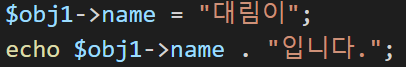 $obj1->name = "대림이";
echo $obj1->name . "입니다.";